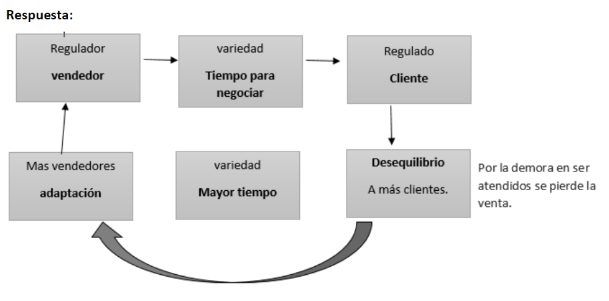 Respuesta:
Regulador
vendedor
variedad
Tiempo para
negociar
Regulado
Cliente
Mas vendedores
adaptación
variedad
Mayor tiempo
Desequilibrio
A más clientes.
Por la demora en ser
atendidos se pierde la
venta.